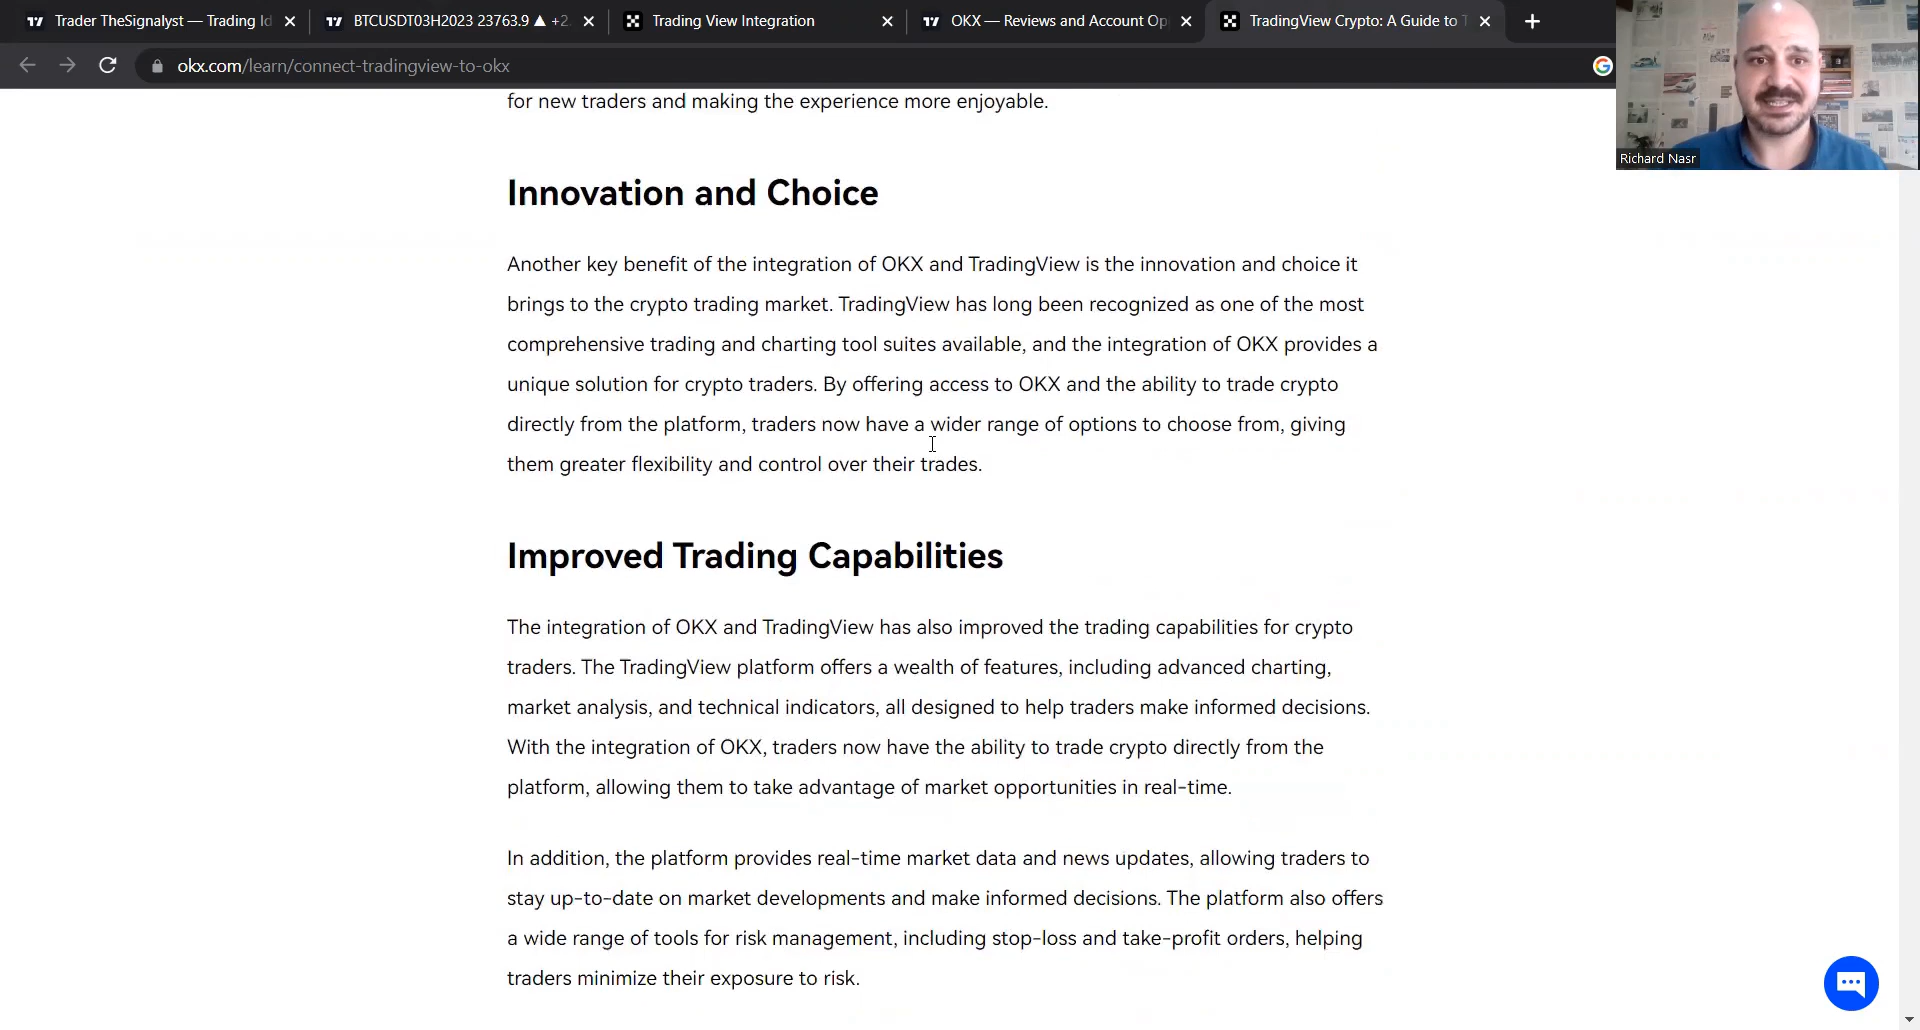 Trader TheSignalyst — Trading Id
BTCUSDT03H2023 23763.9 ▲ +2.
Trading View Integration
OKX — Reviews and Account Op
TradingView Crypto: A Guide to T
okx.com/learn/connect-tradingview-to-okx
Richard Nasr
for new traders and making the experience more enjoyable.
Innovation and Choice
Another key benefit of the integration of OKX and TradingView is the innovation and choice it
brings to the crypto trading market. TradingView has long been recognized as one of the most
comprehensive trading and charting tool suites available, and the integration of OKX provides a
unique solution for crypto traders. By offering access to OKX and the ability to trade crypto
directly from the platform, traders now have a wider range of options to choose from, giving
them greater flexibility and control over their trades.
Improved Trading Capabilities
The integration of OKX and TradingView has also improved the trading capabilities for crypto
traders. The TradingView platform offers a wealth of features, including advanced charting,
market analysis, and technical indicators, all designed to help traders make informed decisions.
With the integration of OKX, traders now have the ability to trade crypto directly from the
platform, allowing them to take advantage of market opportunities in real-time.
In addition, the platform provides real-time market data and news updates, allowing traders to
stay up-to-date on market developments and make informed decisions. The platform also offers
a wide range of tools for risk management, including stop-loss and take-profit orders, helping
traders minimize their exposure to risk.